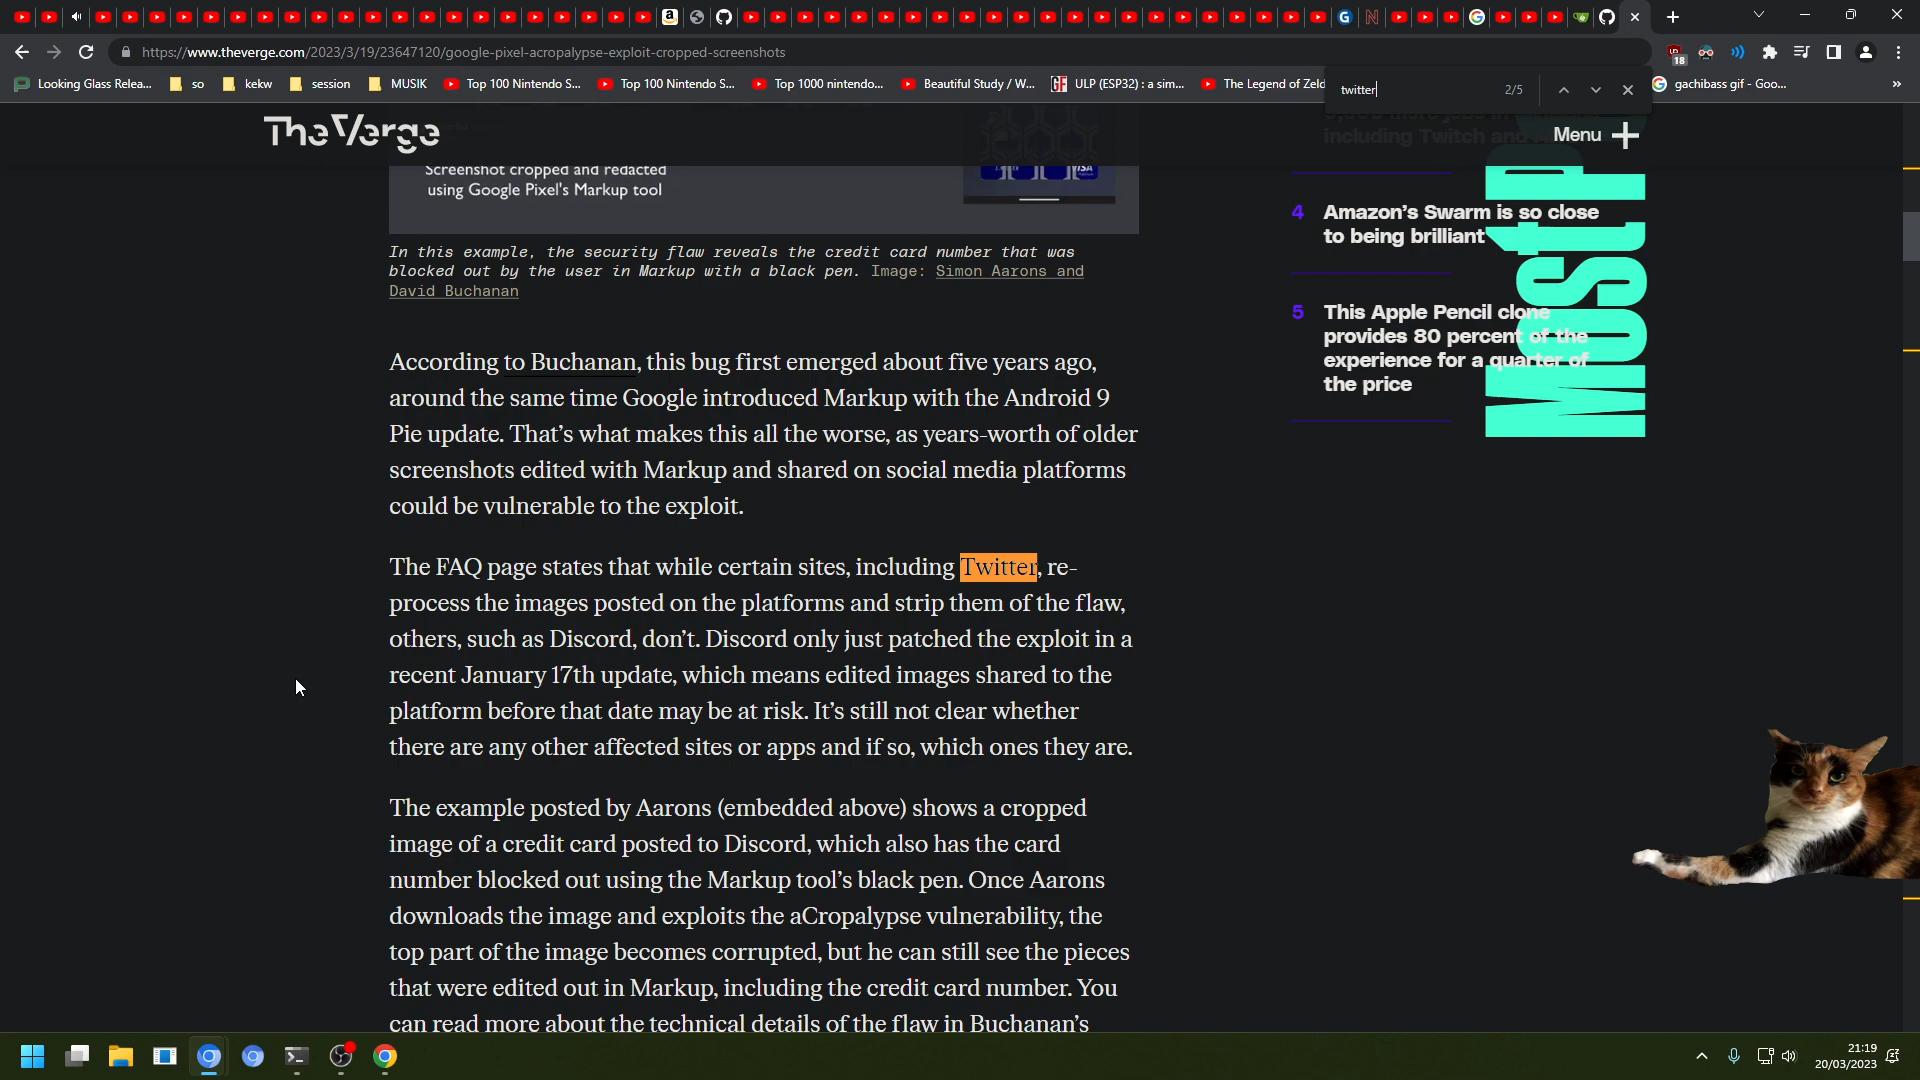 https://www.theverge.com/2023/3/19/23647120/google-pixel-acropalypse-exploit-cropped-screenshots
18
Looking Glass Relea...
so
kekw
session
MUSIK
Top 100 Nintendo S...
Top 100 Nintendo S...
Top 1000 nintendo...
Beautiful Study / W...
ULP (ESP32) : a sim...
The Legend of Zeld
gachibass gif - Goo...
»
twitter
2/5
TheVerge
Menu
including Twitch and
Screenshot cropped and redacted
using Google Pixel's Markup tool
VISA
In this example, the security flaw reveals the credit card number that was
blocked out by the user in Markup with a black pen. Image: Simon Aarons and
David Buchanan
According to Buchanan, this bug first emerged about five years ago,
around the same time Google introduced Markup with the Android 9
Pie update. That’s what makes this all the worse, as years-worth of older
screenshots edited with Markup and shared on social media platforms
could be vulnerable to the exploit.
The FAQ page states that while certain sites, including Twitter, re-
process the images posted on the platforms and strip them of the flaw,
others, such as Discord, don’t. Discord only just patched the exploit in a
recent January 17th update, which means edited images shared to the
platform before that date may be at risk. It’s still not clear whether
there are any other affected sites or apps and if so, which ones they are.
The example posted by Aarons (embedded above) shows a cropped
image of a credit card posted to Discord, which also has the card
number blocked out using the Markup tool’s black pen. Once Aarons
downloads the image and exploits the aCropalypse vulnerability, the
top part of the image becomes corrupted, but he can still see the pieces
that were edited out in Markup, including the credit card number. You
can read more about the technical details of the flaw in Buchanan’s
Most P
4 Amazon’s Swarm is so close
to being brilliant
5 This Apple Pencil clone
provides 80 percent of the
experience for a quarter of
the price
21:19
20/03/2023